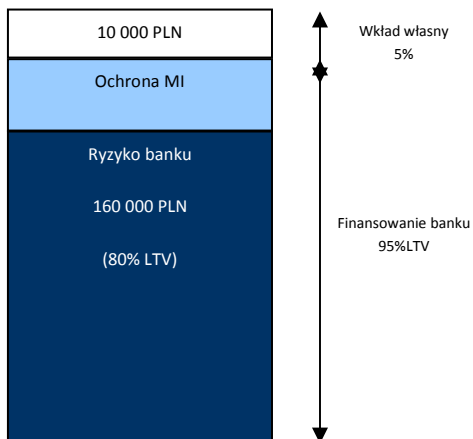 10 000 PLN
Ochrona MI
Ryzyko banku
160 000 PLN
(80% LTV)
Wkład własny
5%
Finansowanie banku
95%LTV